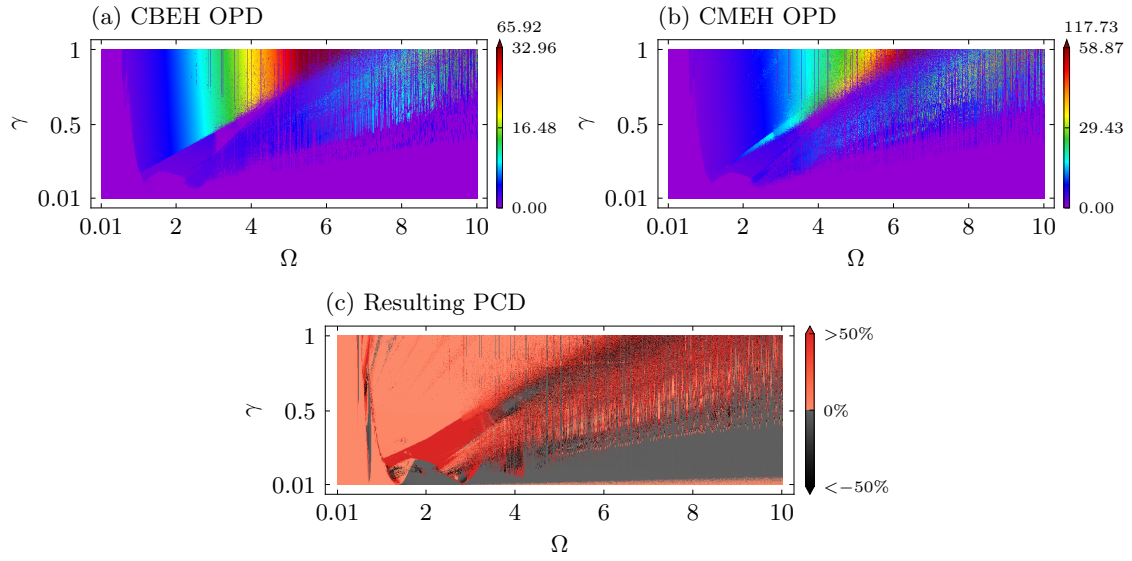 (a) CBEH OPD
65.92
32.96
16.48
0.00
1
0.5
0.01
γ
0.01 2 4 6 8 10
Ω
(b) CMEH OPD
117.73
58.87
29.43
0.00
1
0.5
0.01
γ
0.01 2 4 6 8 10
Ω
(c) Resulting PCD
>50%
0%
<−50%
1
0.5
0.01
γ
0.01 2 4 6 8 10
Ω